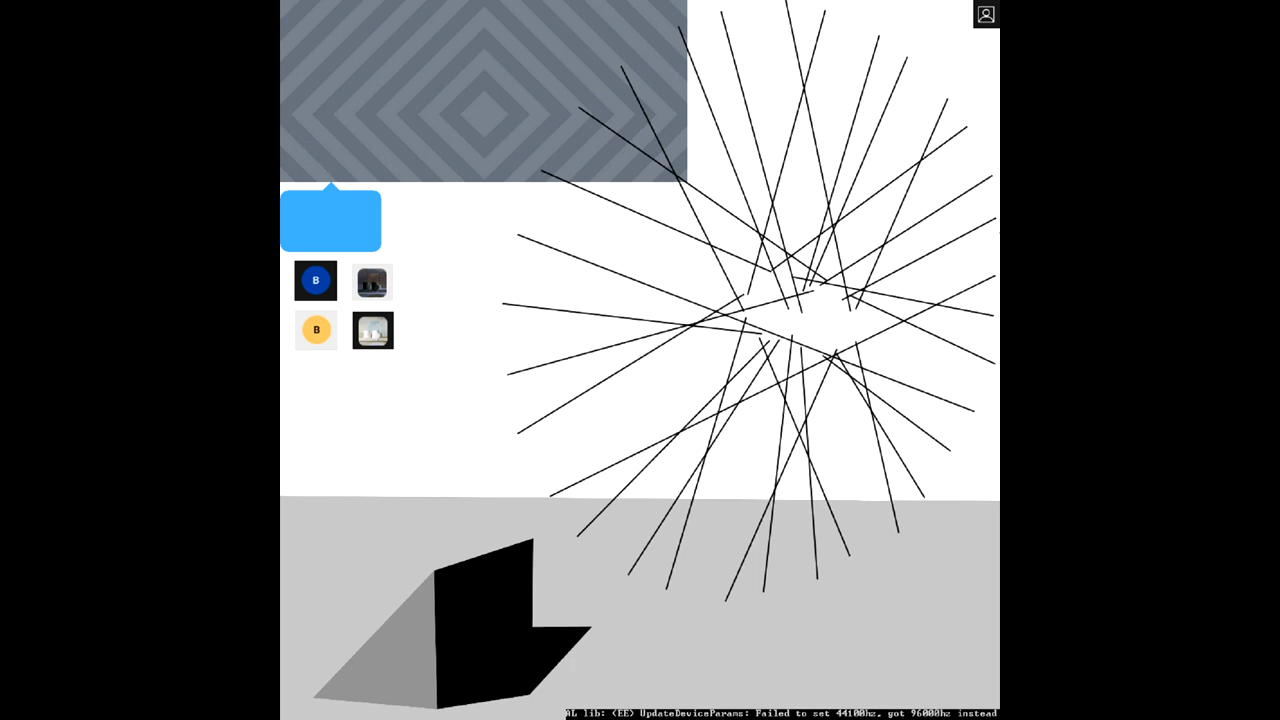 B
B
AL lib: (EE) UpdateDeviceParams: Failed to set 44100hz, got 96000hz instead